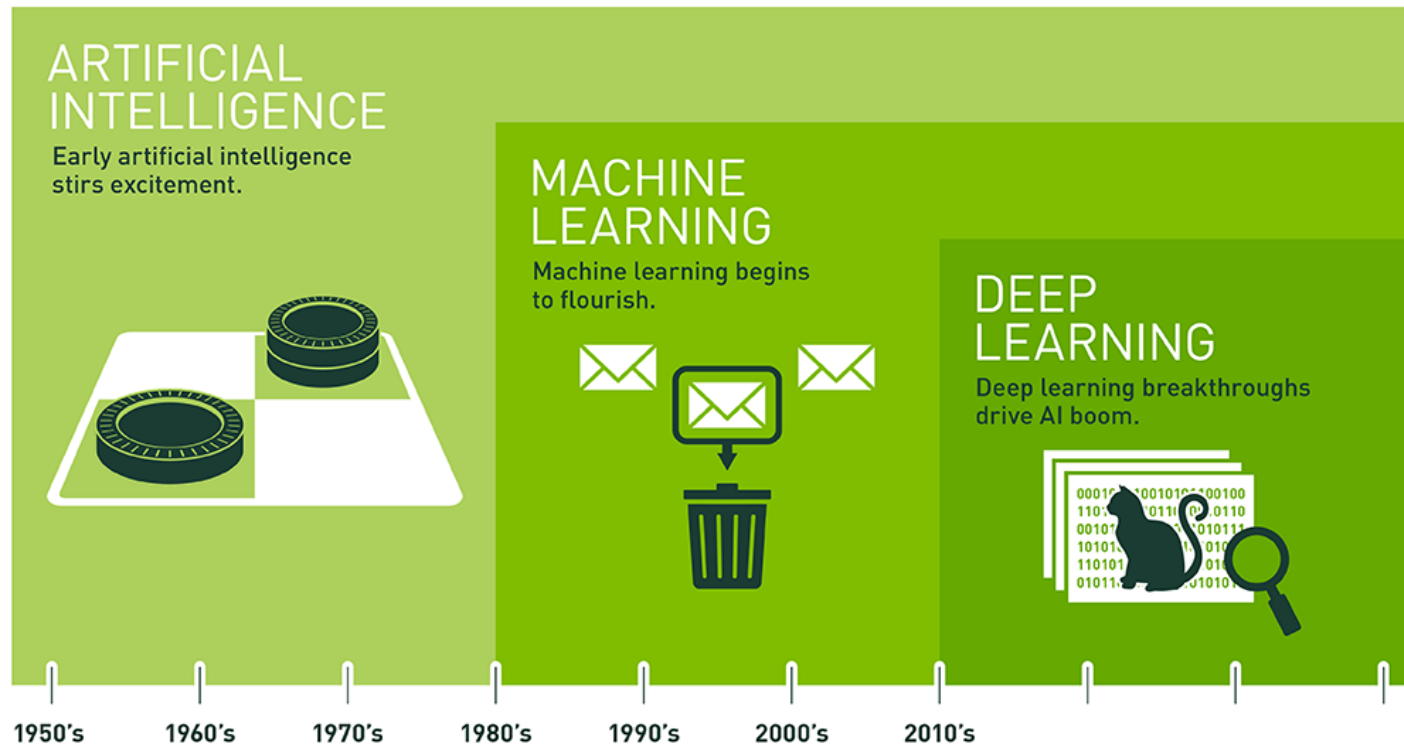 ARTIFICIAL
INTELLIGENCE
Early artificial intelligence
stirs excitement.
MACHINE
LEARNING
Machine learning begins
to flourish.
DEEP
LEARNING
Deep learning breakthroughs
drive AI boom.
1950’s 1960’s 1970’s 1980’s 1990’s 2000’s 2010’s